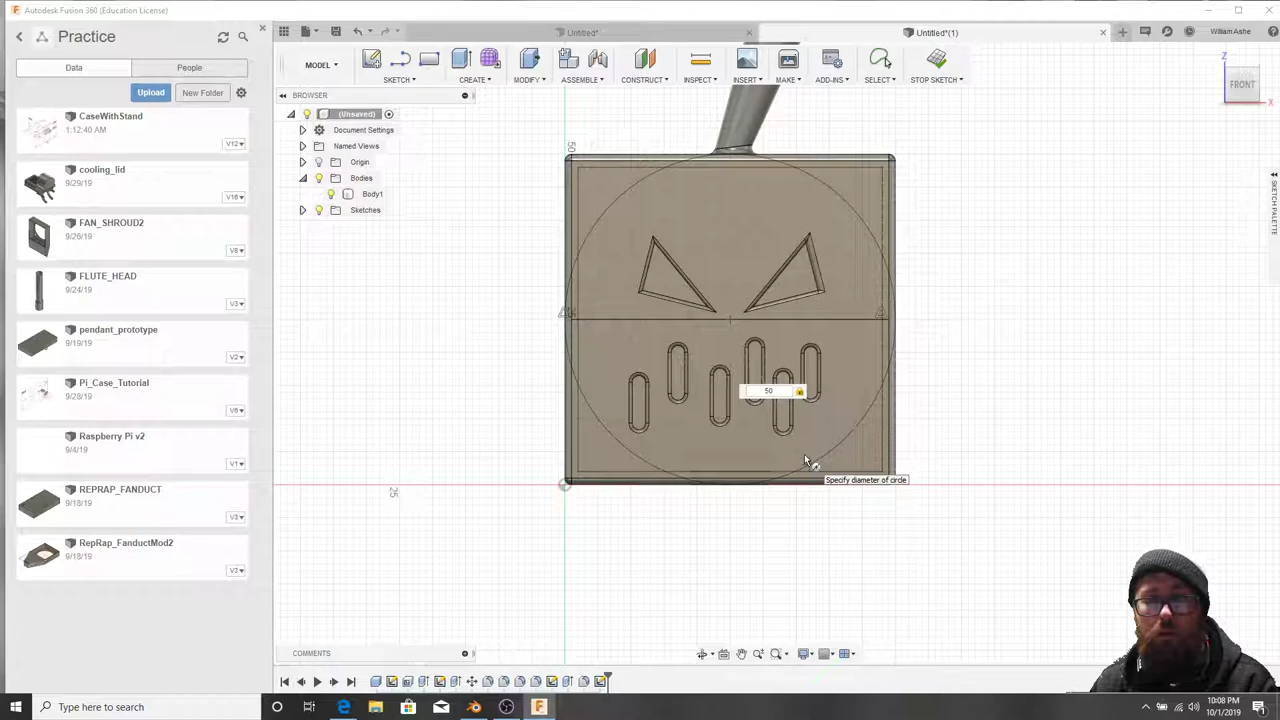 Autodesk Fusion 360 (Education License)
Practice
Data
People
Upload
New Folder
CaseWithStand
1:12:40 AM
V12
cooling_lid
9/29/19
V16
FAN_SHROUD2
9/26/19
V8
FLUTE_HEAD
9/24/19
V3
pendant_prototype
9/19/19
V2
Pi_Case_Tutorial
9/28/19
V6
Raspberry Pi v2
9/4/19
V1
REPRAP_FANDUCT
9/18/18
V3
RepRap_FanductMod2
9/18/19
V3
Untitled*
Untitled*(1)
William Ashe
MODEL
SKETCH
CREATE
MODIFY
ASSEMBLE
CONSTRUCT
INSPECT
INSERT
MAKE
ADD-INS
SELECT
STOP SKETCH
BROWSER
(Unsaved)
Document Settings
Named Views
Origin
Bodies
Body1
Sketches
Z
FRONT
X
SKETCH PALETTE
50
50
Specify diameter of circle
25
COMMENTS
Type here to search
10:08 PM
10/1/2019